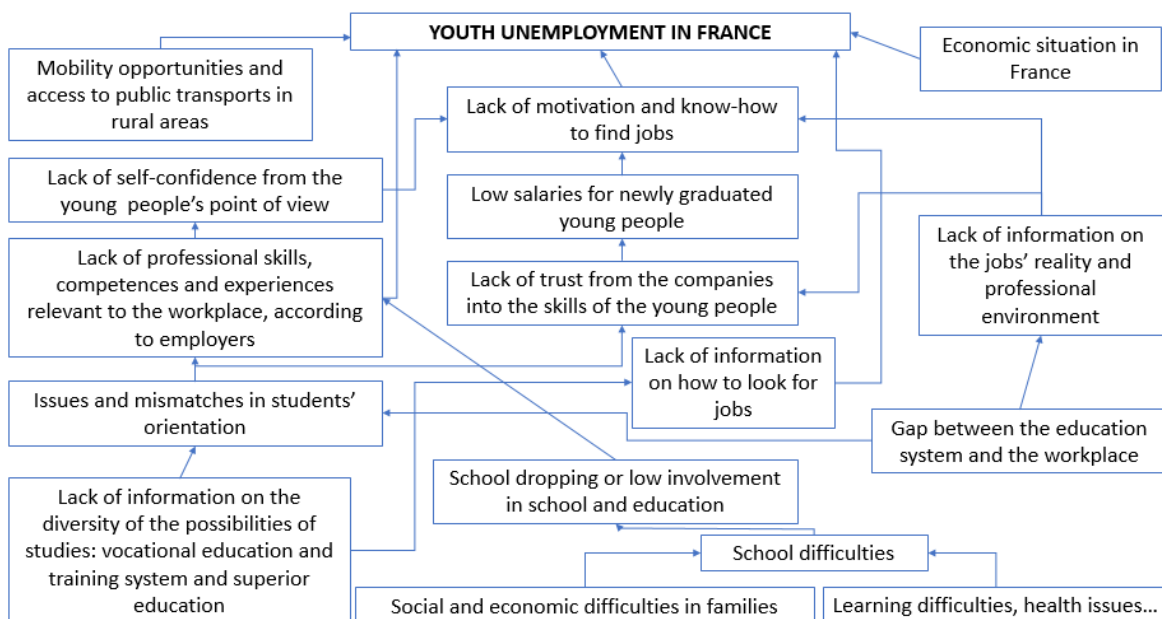 YOUTH UNEMPLOYMENT IN FRANCE
Mobility opportunities and
access to public transports in
rural areas
Economic situation in
France
Lack of motivation and know-how
to find jobs
Lack of self-confidence from the
young people’s point of view
Low salaries for newly graduated
young people
Lack of information on
the jobs’ reality and
professional
environment
Lack of professional skills,
competences and experiences
relevant to the workplace, according
to employers
Lack of trust from the companies
into the skills of the young people
Lack of information
on how to look for
jobs
Issues and mismatches in students’
orientation
Gap between the education
system and the workplace
School dropping or low involvement
in school and education
Lack of information on the
diversity of the possibilities of
studies: vocational education and
training system and superior
education
School difficulties
Social and economic difficulties in families
Learning difficulties, health issues…